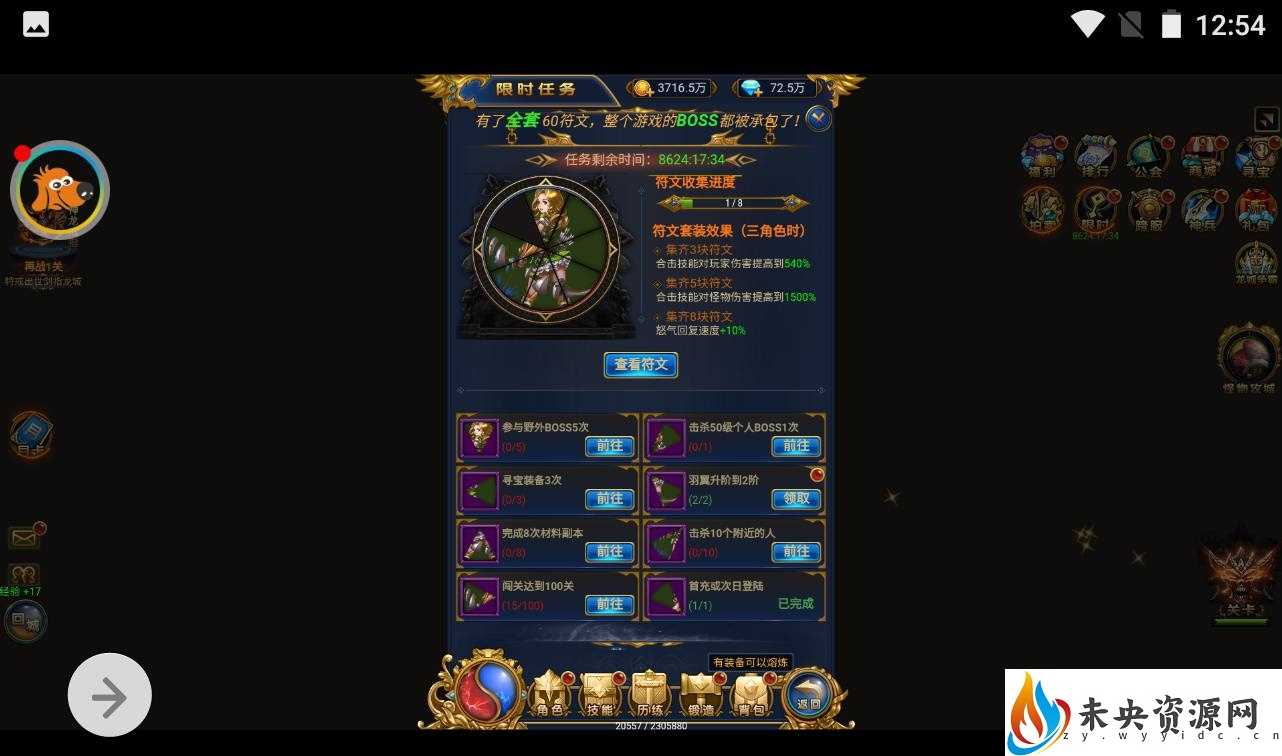 12:54
限时任务
3716.5万
72.5万
有了全套60符文，整个游戏的BOSS都被承包了！
任务剩余时间：8624:17:34
符文收集进度
1/8
符文套装效果（三角色时）
集齐3块符文
合击技能对玩家伤害提高到540%
集齐5块符文
合击技能对怪物伤害提高到1500%
集齐8块符文
怒气回复速度+10%
查看符文
参与野外BOSS5次
(0/5)
前往
击杀50级个人BOSS1次
(0/1)
前往
寻宝装备3次
(0/3)
前往
羽翼升阶到2阶
(2/2)
领取
完成8次材料副本
(0/8)
前往
击杀10个附近的人
(0/10)
前往
闯关达到100关
(15/100)
前往
首充或次日登陆
(1/1)
已完成
有装备可以熔炼
角色
技能
历练
锻造
背包
返回
20557 / 2305880
再战1关
特戒出世剑指龙城
月卡
经验 +17
回城
福利
排行
公会
商城
寻宝
拍卖
限时
8624:17:34
暗殿
神兵
礼包
龙城争霸
怪物攻城
关卡
未央资源网
zy.wyyidc.cn